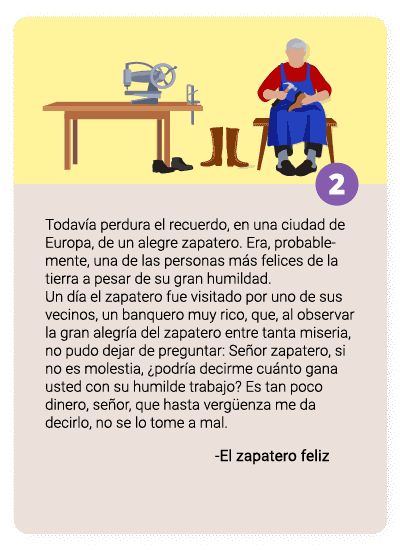 2
Todavía perdura el recuerdo, en una ciudad de
Europa, de un alegre zapatero. Era, probable-
mente, una de las personas más felices de la
tierra a pesar de su gran humildad.
Un día el zapatero fue visitado por uno de sus
vecinos, un banquero muy rico, que, al observar
la gran alegría del zapatero entre tanta miseria,
no pudo dejar de preguntar: Señor zapatero, si
no es molestia, ¿podría decirme cuánto gana
usted con su humilde trabajo? Es tan poco
dinero, señor, que hasta vergüenza me da
decirlo, no se lo tome a mal.
-El zapatero feliz